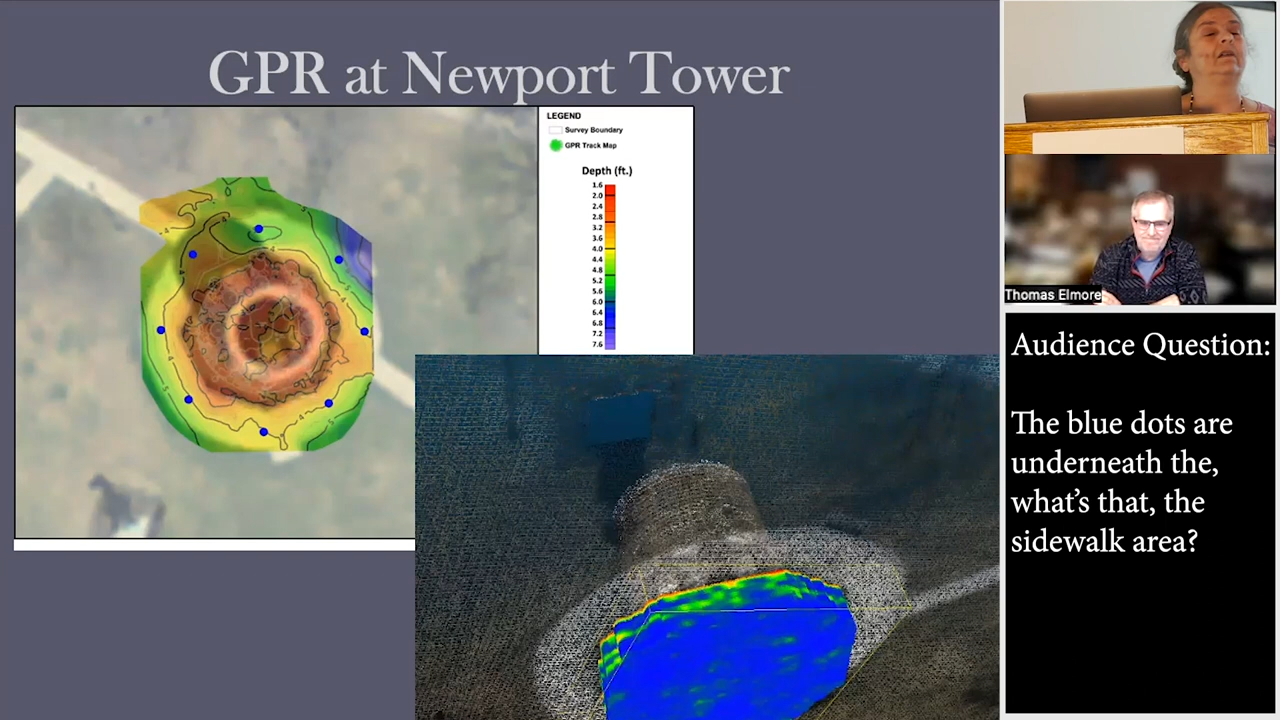 GPR at Newport Tower
LEGEND
Survey Boundary
GPR Track Map
Depth (ft.)
1.6
2.0
2.4
2.8
3.2
3.6
4.0
4.4
4.8
5.2
5.6
6.0
6.4
6.8
7.2
7.6
Thomas Elmore
Audience Question:
The blue dots are
underneath the,
what's that, the
sidewalk area?